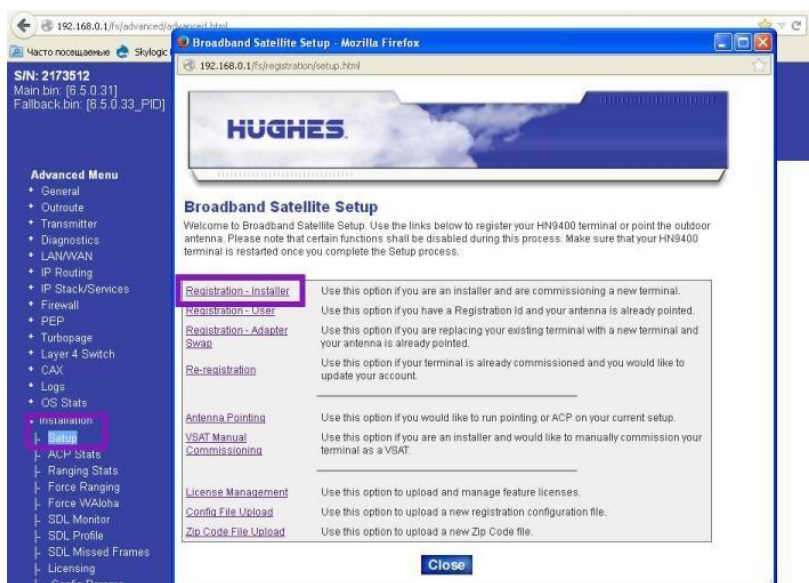 192.168.0.1/fs/advanced/advanced.html
Часто посещаемые Skylogic
S/N: 2173512
Main.bin: [6.5.0.31]
Fallback.bin: [6.5.0.33_PID]
Advanced Menu
General
Outroute
Transmitter
Diagnostics
LAN/WAN
IP Routing
IP Stack/Services
Firewall
PEP
Turbopage
Layer 4 Switch
CAX
Logs
OS Stats
Installation
Setup
ACP Stats
Ranging Stats
Force Ranging
Force WAloha
SDL Monitor
SDL Profile
SDL Missed Frames
Config Params
Broadband Satellite Setup - Mozilla Firefox
192.168.0.1/fs/registration/setup.html
HUGHES.
Broadband Satellite Setup
Welcome to Broadband Satellite Setup. Use the links below to register your HN9400 terminal or point the outdoor
antenna. Please note that certain functions shall be disabled during this process. Make sure that your HN9400
terminal is restarted once you complete the Setup process.
Registration - Installer Use this option if you are an installer and are commissioning a new terminal.
Registration - User Use this option if you have a Registration Id and your antenna is already pointed.
Registration - Adapter Swap Use this option if you are replacing your existing terminal with a new terminal and
your antenna is already pointed.
Re-registration Use this option if your terminal is already commissioned and you would like to
update your account.
Antenna Pointing Use this option if you would like to run pointing or ACP on your current setup.
VSAT Manual Commissioning Use this option if you are an installer and would like to manually commission your
terminal as a VSAT.
License Management Use this option to upload and manage feature licenses.
Config File Upload Use this option to upload a new registration configuration file.
Zip Code File Upload Use this option to upload a new Zip Code file.
Close